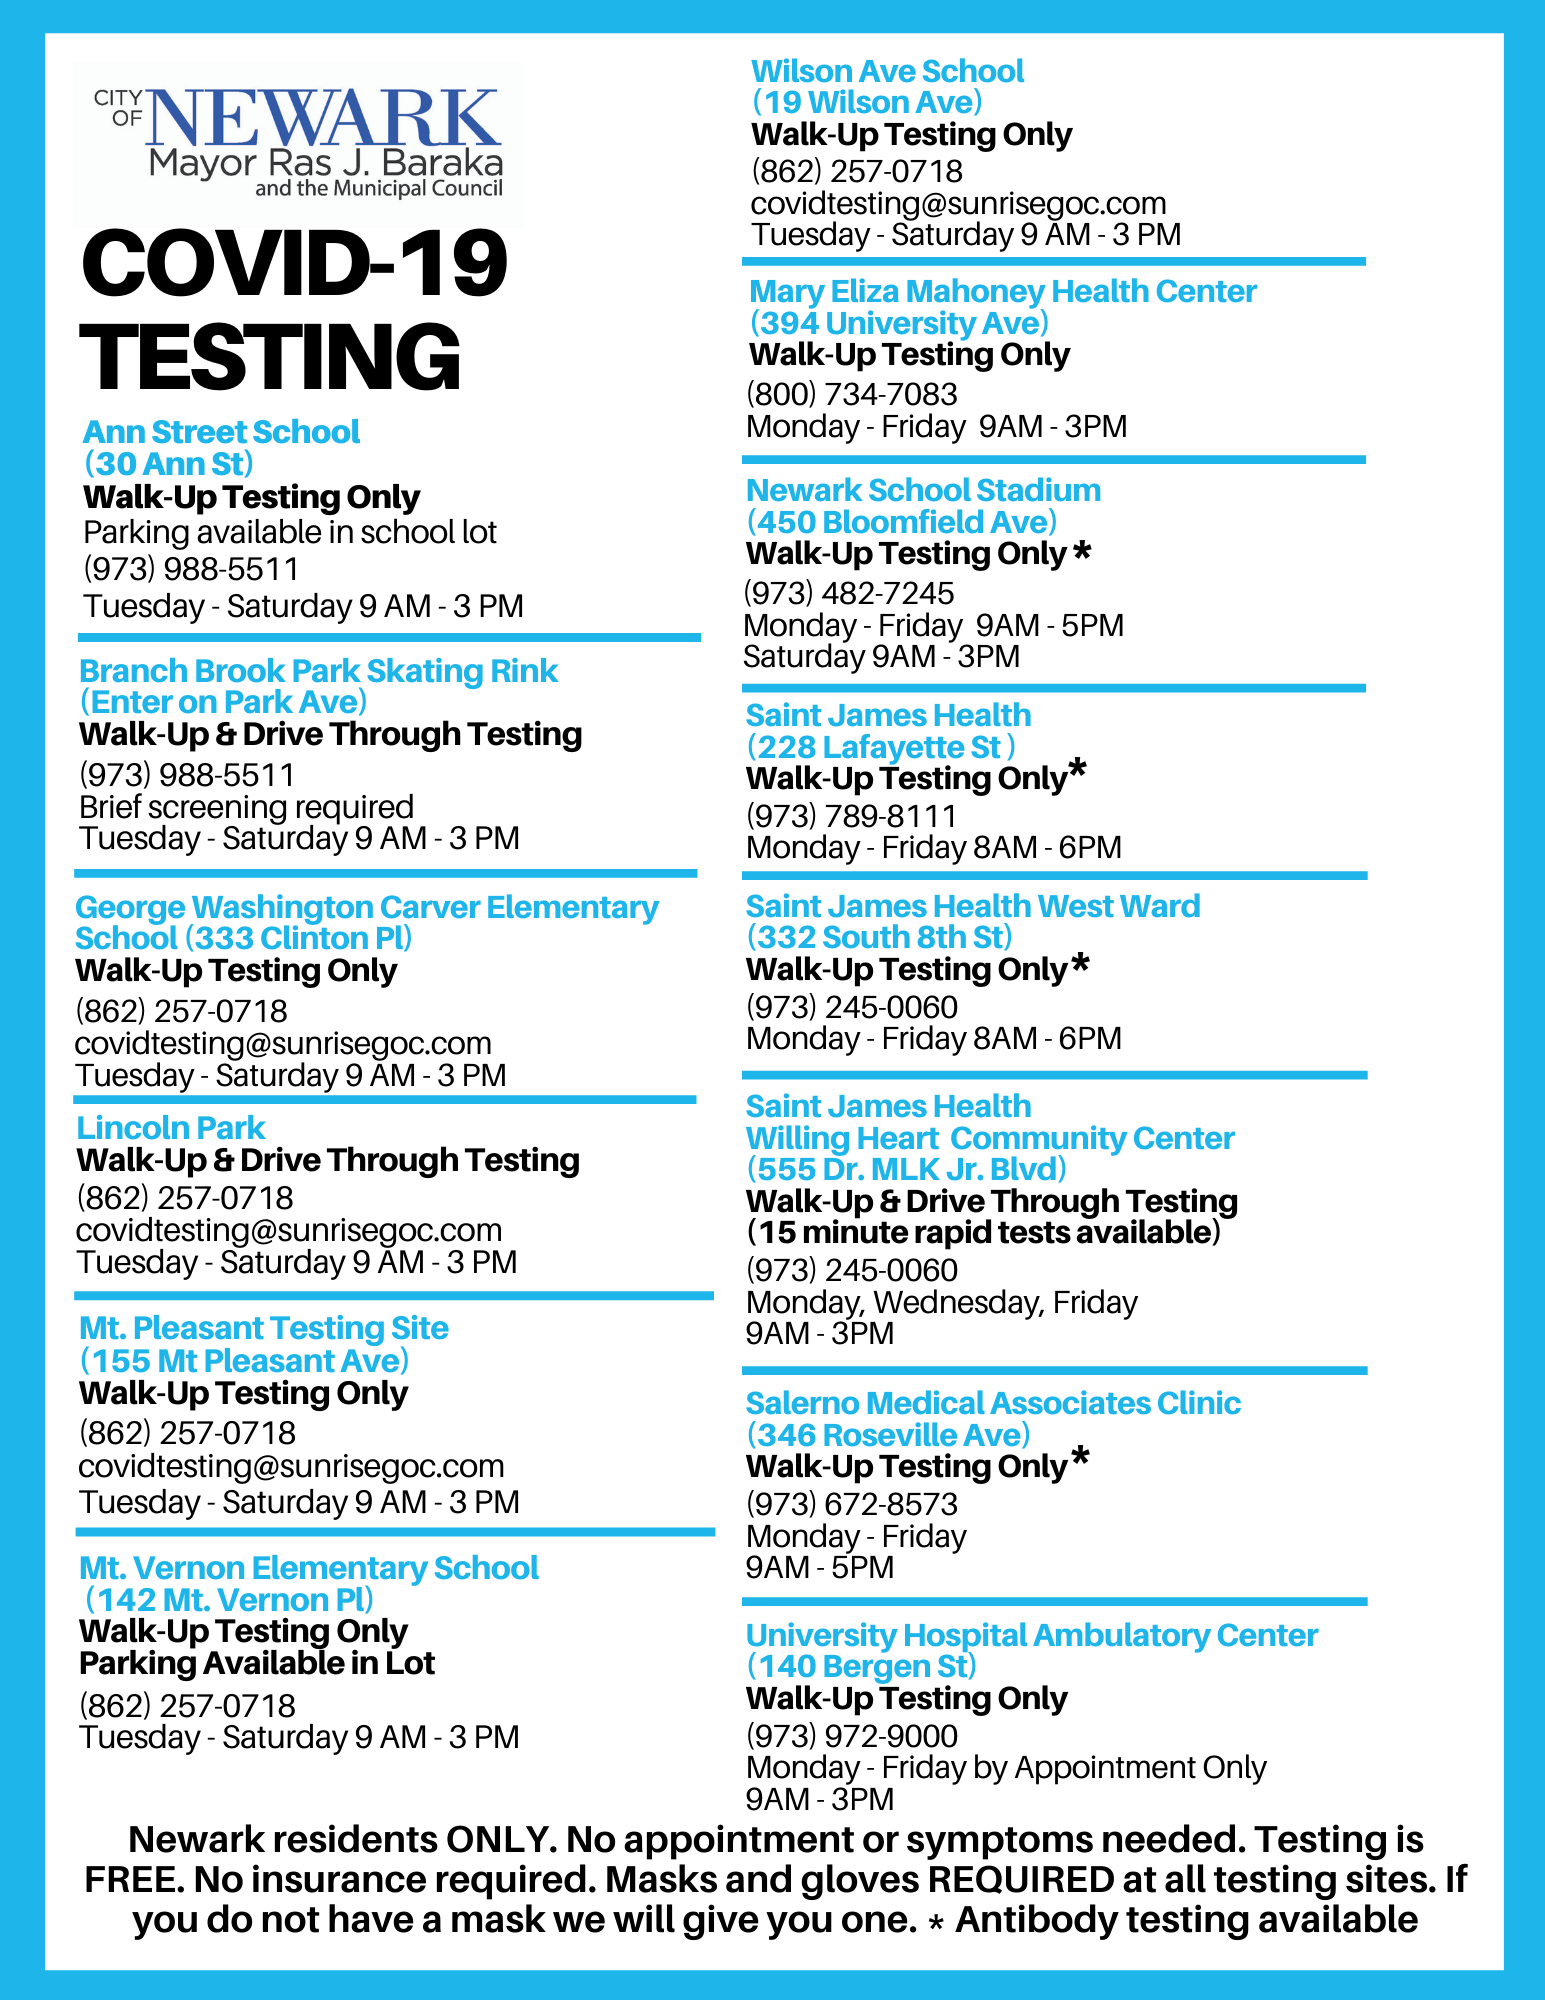 CITY
OF
NEWARK
Mayor Ras J. Baraka
and the Municipal Council
COVID-19
TESTING
Ann Street School
(30 Ann St)
Walk-Up Testing Only
Parking available in school lot
(973) 988-5511
Tuesday - Saturday 9 AM - 3 PM
Branch Brook Park Skating Rink
(Enter on Park Ave)
Walk-Up & Drive Through Testing
(973) 988-5511
Brief screening required
Tuesday - Saturday 9 AM - 3 PM
George Washington Carver Elementary
School (333 Clinton Pl)
Walk-Up Testing Only
(862) 257-0718
covidtesting@sunrisegoc.com
Tuesday - Saturday 9 AM - 3 PM
Lincoln Park
Walk-Up & Drive Through Testing
(862) 257-0718
covidtesting@sunrisegoc.com
Tuesday - Saturday 9 AM - 3 PM
Mt. Pleasant Testing Site
(155 Mt Pleasant Ave)
Walk-Up Testing Only
(862) 257-0718
covidtesting@sunrisegoc.com
Tuesday - Saturday 9 AM - 3 PM
Mt. Vernon Elementary School
(142 Mt. Vernon Pl)
Walk-Up Testing Only
Parking Available in Lot
(862) 257-0718
Tuesday - Saturday 9 AM - 3 PM
Wilson Ave School
(19 Wilson Ave)
Walk-Up Testing Only
(862) 257-0718
covidtesting@sunrisegoc.com
Tuesday - Saturday 9 AM - 3 PM
Mary Eliza Mahoney Health Center
(394 University Ave)
Walk-Up Testing Only
(800) 734-7083
Monday - Friday 9AM - 3PM
Newark School Stadium
(450 Bloomfield Ave)
Walk-Up Testing Only *
(973) 482-7245
Monday - Friday 9AM - 5PM
Saturday 9AM - 3PM
Saint James Health
(228 Lafayette St )
Walk-Up Testing Only*
(973) 789-8111
Monday - Friday 8AM - 6PM
Saint James Health West Ward
(332 South 8th St)
Walk-Up Testing Only*
(973) 245-0060
Monday - Friday 8AM - 6PM
Saint James Health
Willing Heart Community Center
(555 Dr. MLK Jr. Blvd)
Walk-Up & Drive Through Testing
(15 minute rapid tests available)
(973) 245-0060
Monday, Wednesday, Friday
9AM - 3PM
Salerno Medical Associates Clinic
(346 Roseville Ave)
Walk-Up Testing Only*
(973) 672-8573
Monday - Friday
9AM - 5PM
University Hospital Ambulatory Center
(140 Bergen St)
Walk-Up Testing Only
(973) 972-9000
Monday - Friday by Appointment Only
9AM - 3PM
Newark residents ONLY. No appointment or symptoms needed. Testing is
FREE. No insurance required. Masks and gloves REQUIRED at all testing sites. If
you do not have a mask we will give you one. * Antibody testing available